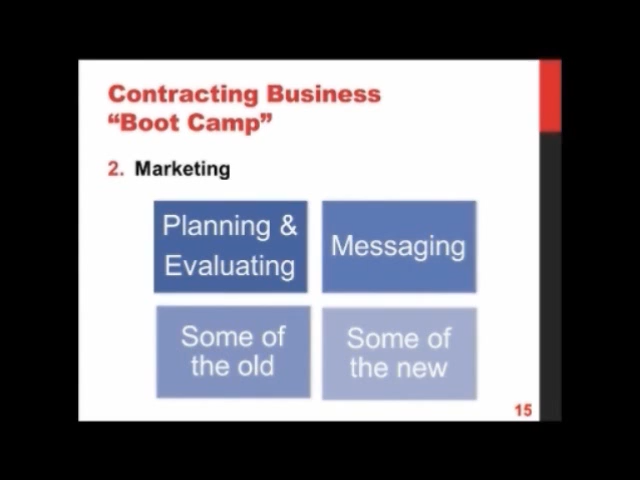 Contracting Business
“Boot Camp”
2. Marketing
Planning &
Evaluating
Messaging
Some of
the old
Some of
the new
15